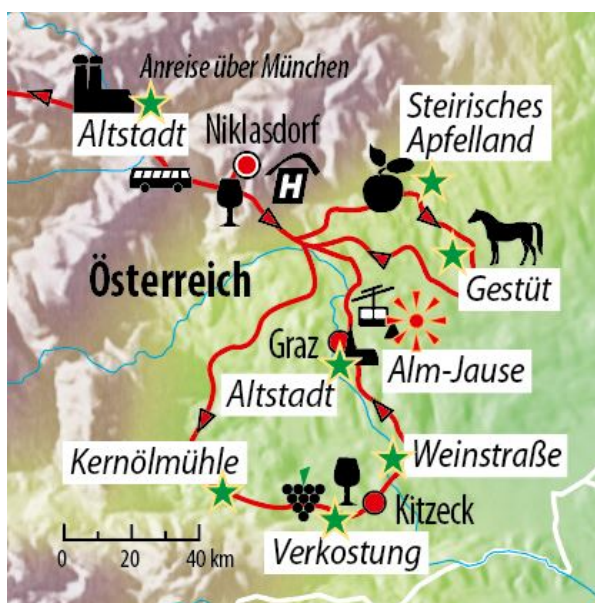 Anreise über München
Altstadt
Niklasdorf
H
Steirisches
Apfelland
Österreich
Gestüt
Graz
Altstadt
Alm-Jause
Kernölmühle
Weinstraße
Kitzeck
Verkostung
0 20 40 km